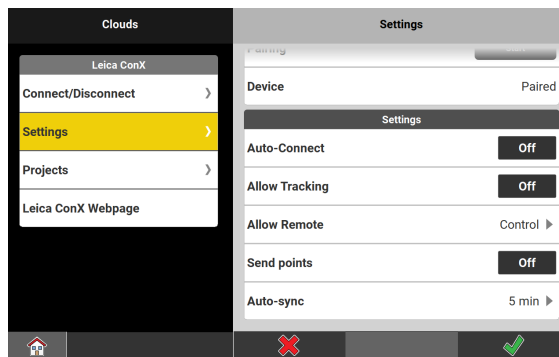 Clouds
Leica ConX
Connect/Disconnect
Settings
Projects
Leica ConX Webpage
Settings
Pairing
Device Paired
Settings
Auto-Connect Off
Allow Tracking Off
Allow Remote Control
Send points Off
Auto-sync 5 min